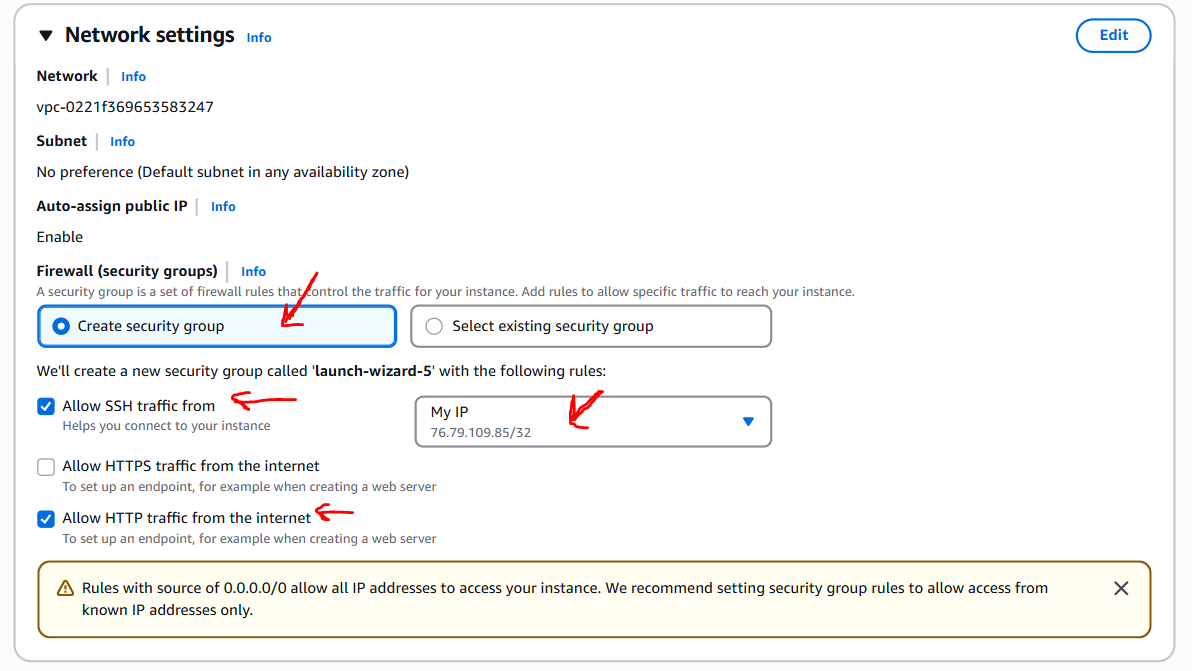 Network settings Info
Edit
Network Info
vpc-0221f369653583247
Subnet Info
No preference (Default subnet in any availability zone)
Auto-assign public IP Info
Enable
Firewall (security groups) Info
A security group is a set of firewall rules that control the traffic for your instance. Add rules to allow specific traffic to reach your instance.
Create security group
Select existing security group
We'll create a new security group called 'launch-wizard-5' with the following rules:
Allow SSH traffic from
Helps you connect to your instance
My IP
76.79.109.85/32
Allow HTTPS traffic from the internet
To set up an endpoint, for example when creating a web server
Allow HTTP traffic from the internet
To set up an endpoint, for example when creating a web server
Rules with source of 0.0.0.0/0 allow all IP addresses to access your instance. We recommend setting security group rules to allow access from
known IP addresses only.